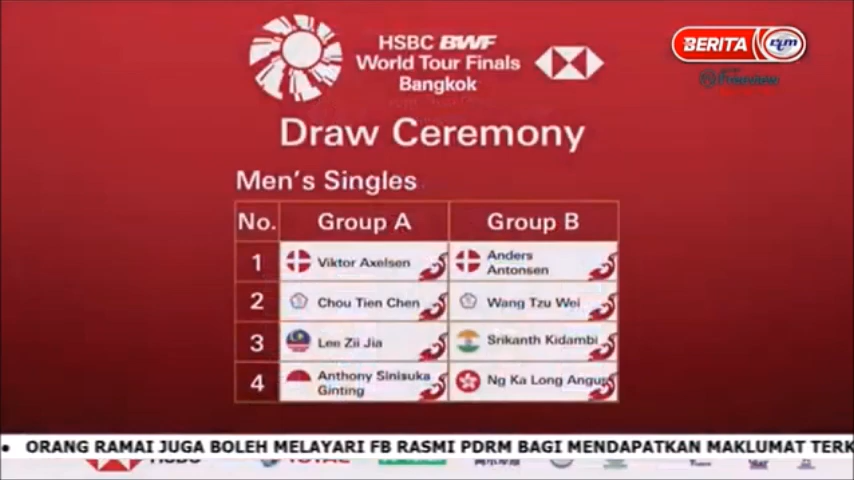 HSBC BWF
World Tour Finals
Bangkok
BERITA
Draw Ceremony
Men's Singles
No. Group A Group B
1 Viktor Axelsen Anders Antonsen
2 Chou Tien Chen Wang Tzu Wei
3 Lee Zii Jia Srikanth Kidambi
4 Anthony Sinisuka Ginting Ng Ka Long Angus
• ORANG RAMAI JUGA BOLEH MELAYARI FB RASMI PDRM BAGI MENDAPATKAN MAKLUMAT TERK
HSBC TOTAL